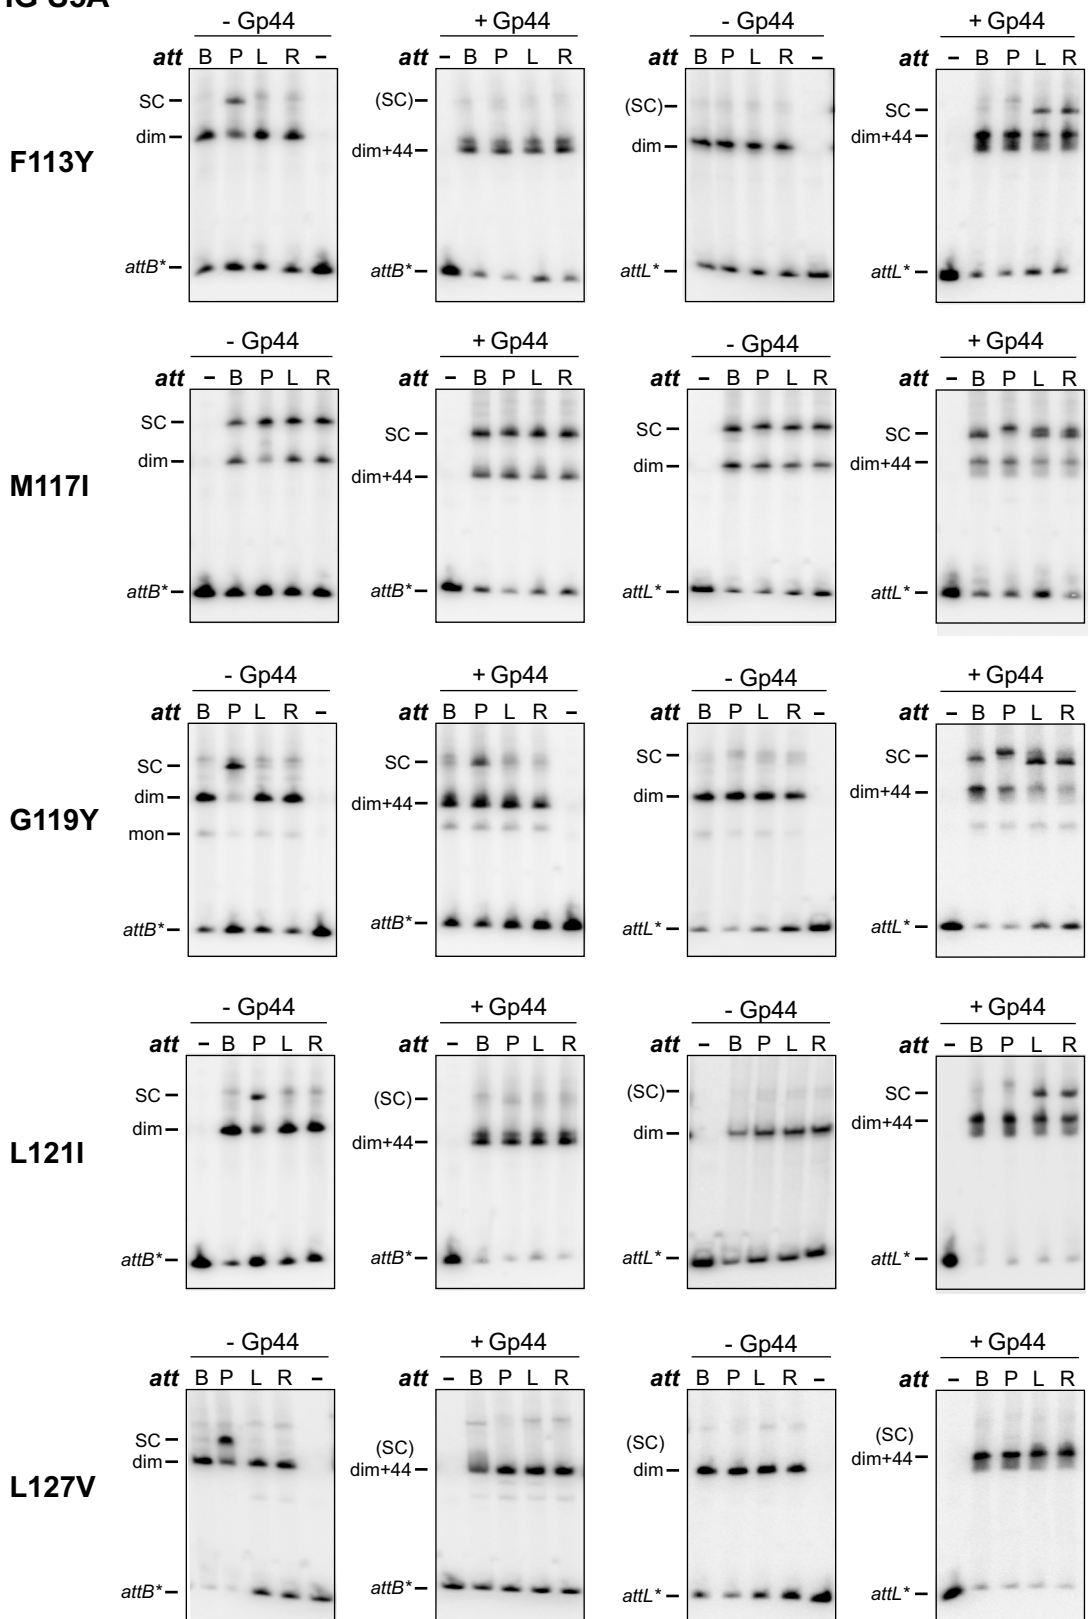 - Gp44 + Gp44 - Gp44 + Gp44
att B P L R – att – B P L R att B P L R – att – B P L R
F113Y
SC dim attB*
(SC) dim+44 attB*
(SC) dim attL*
SC dim+44 attL*
- Gp44 + Gp44 - Gp44 + Gp44
att – B P L R att – B P L R att – B P L R att – B P L R
M117I
SC dim attB*
SC dim+44 attB*
SC dim attL*
SC dim+44 attL*
- Gp44 + Gp44 - Gp44 + Gp44
att B P L R – att B P L R – att B P L R – att – B P L R
G119Y
SC dim mon attB*
SC dim+44 attB*
SC dim attL*
SC dim+44 attL*
- Gp44 + Gp44 - Gp44 + Gp44
att – B P L R att – B P L R att – B P L R att – B P L R
L121I
SC dim attB*
(SC) dim+44 attB*
(SC) dim attL*
SC dim+44 attL*
- Gp44 + Gp44 - Gp44 + Gp44
att B P L R – att – B P L R att B P L R – att – B P L R
L127V
SC dim attB*
(SC) dim+44 attB*
(SC) dim attL*
(SC) dim+44 attL*